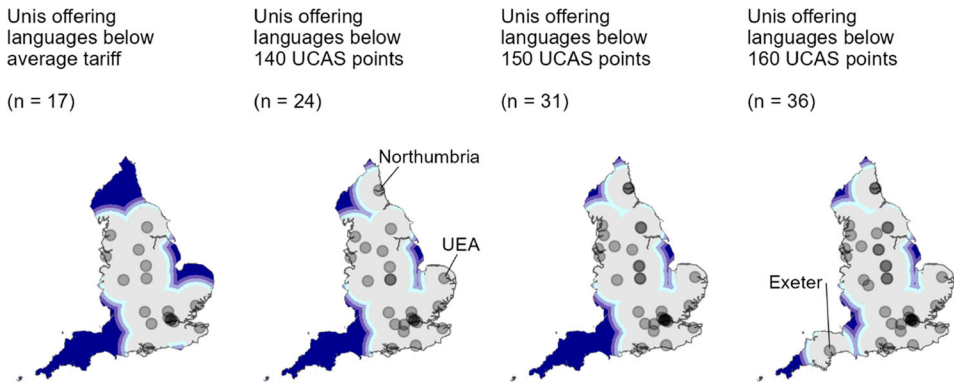 Unis offering
languages below
average tariff
(n = 17)
Unis offering
languages below
140 UCAS points
(n = 24)
Northumbria
UEA
Unis offering
languages below
150 UCAS points
(n = 31)
Unis offering
languages below
160 UCAS points
(n = 36)
Exeter